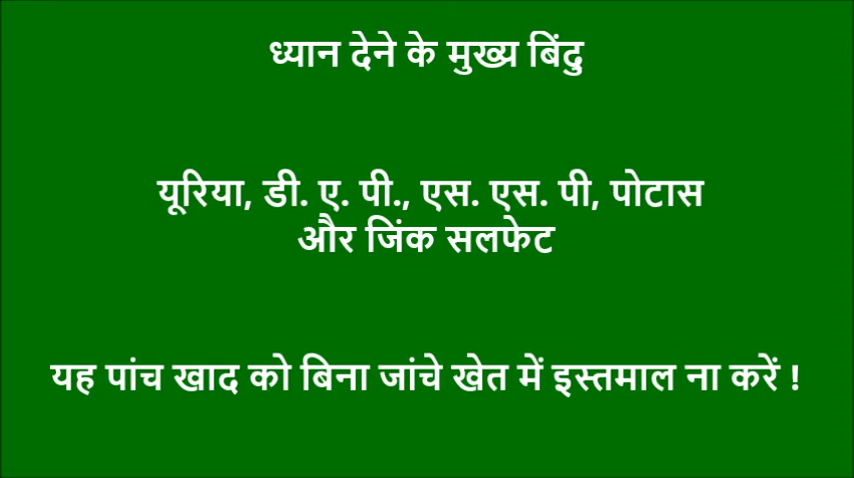 ध्यान देने के मुख्य बिंदु
यूरिया, डी. ए. पी., एस. एस. पी, पोटास
और जिंक सलफेट
यह पांच खाद को बिना जांचे खेत में इस्तमाल ना करें !